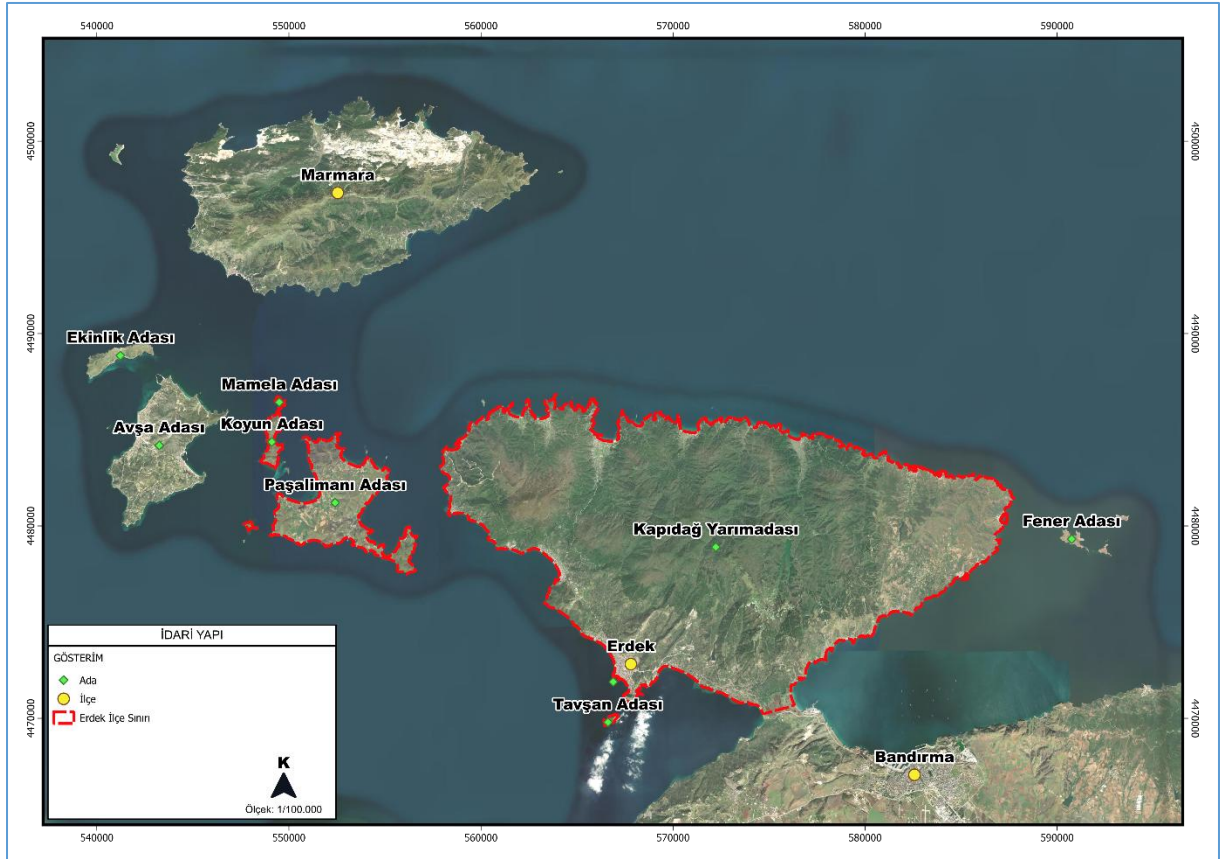 540000 550000 560000 570000 580000 590000
4500000 4500000
Marmara
4490000 4490000
Ekinlik Adası
Mamela Adası
Koyun Adası
Avşa Adası
Paşalimanı Adası
4480000 4480000
Kapıdağ Yarımadası
Fener Adası
Erdek
Tavşan Adası
4470000 4470000
Bandırma
İDARİ YAPI
GÖSTERİM
Ada
İlçe
Erdek İlçe Sınırı
K
Ölçek: 1/100.000
540000 550000 560000 570000 580000 590000